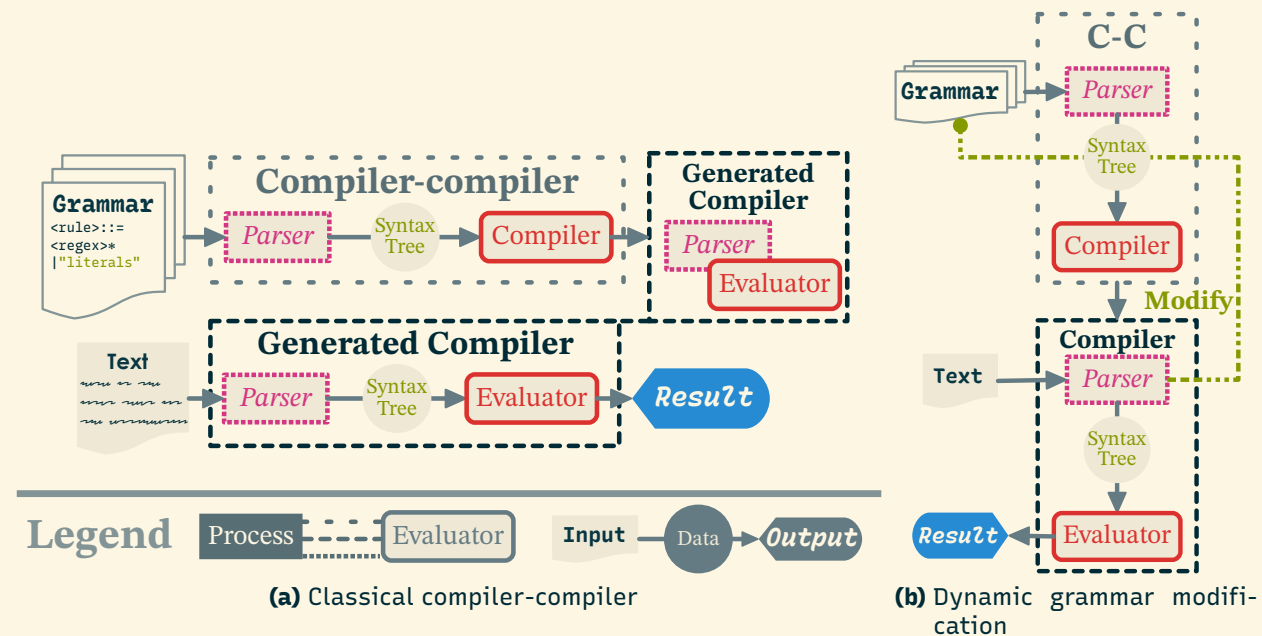 Grammar
<rule>::=
<regex>*
|"literals"
Compiler-compiler
Parser
Syntax
Tree
Compiler
Generated
Compiler
Parser
Evaluator
Text
Generated Compiler
Parser
Syntax
Tree
Evaluator
Result
Legend
Process
Evaluator
Input
Data
Output
(a) Classical compiler-compiler
C-C
Grammar
Parser
Syntax
Tree
Compiler
Modify
Compiler
Text
Parser
Syntax
Tree
Evaluator
Result
(b) Dynamic grammar modifi-
cation